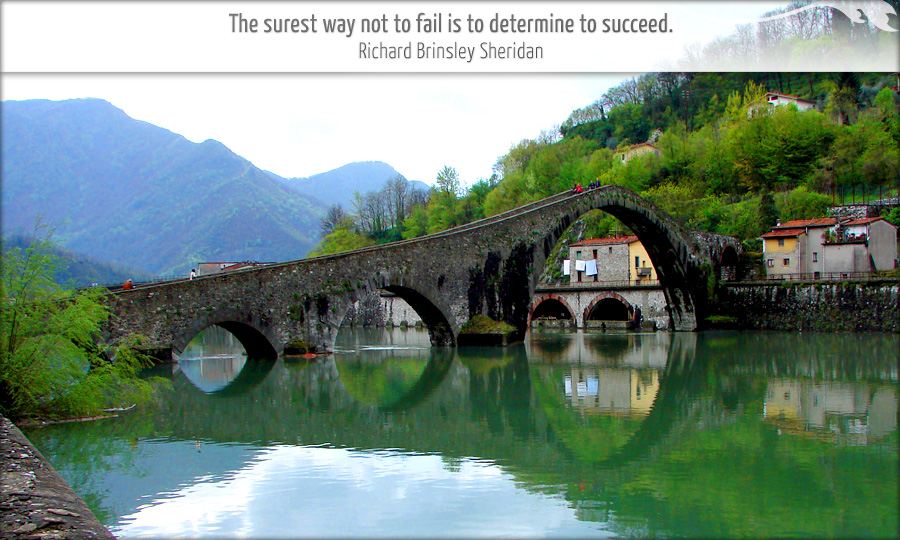 The surest way not to fail is to determine to succeed.
Richard Brinsley Sheridan